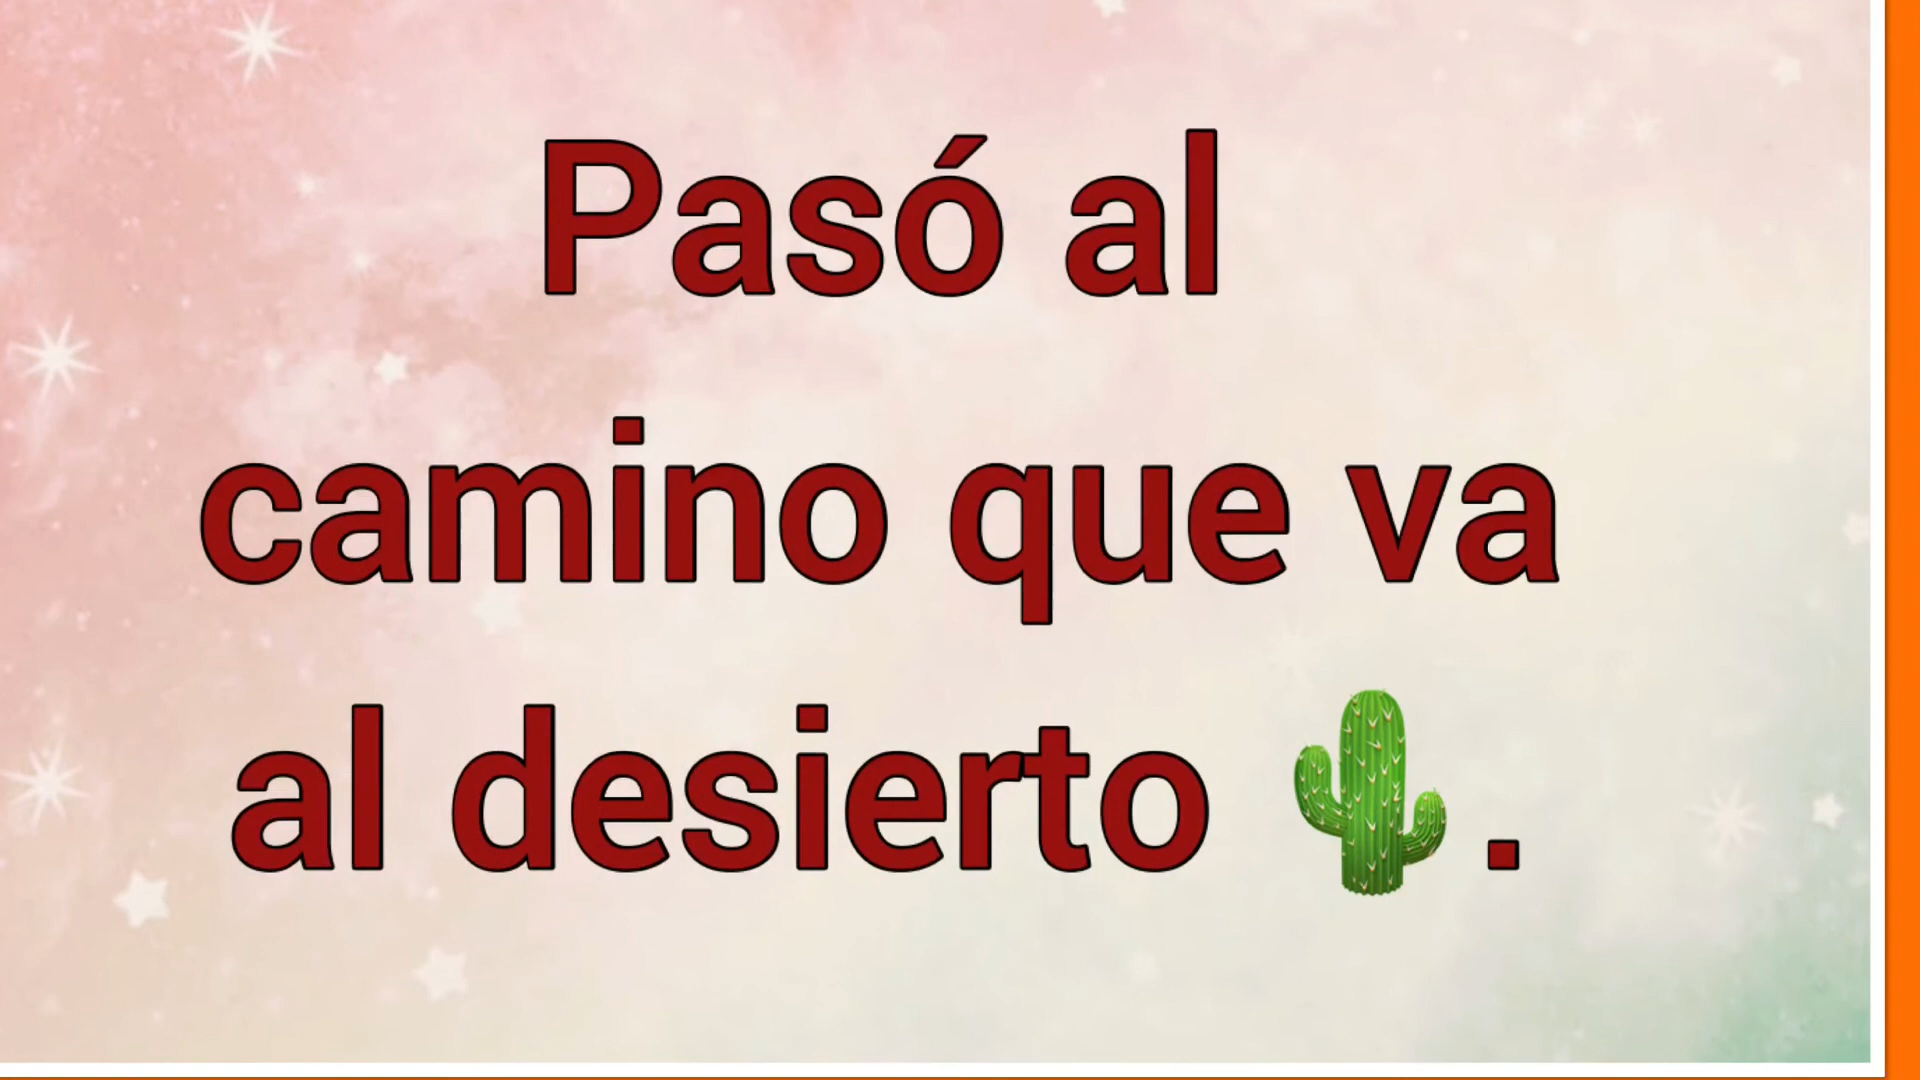 Pasó al
camino que va
al desierto 🌵.